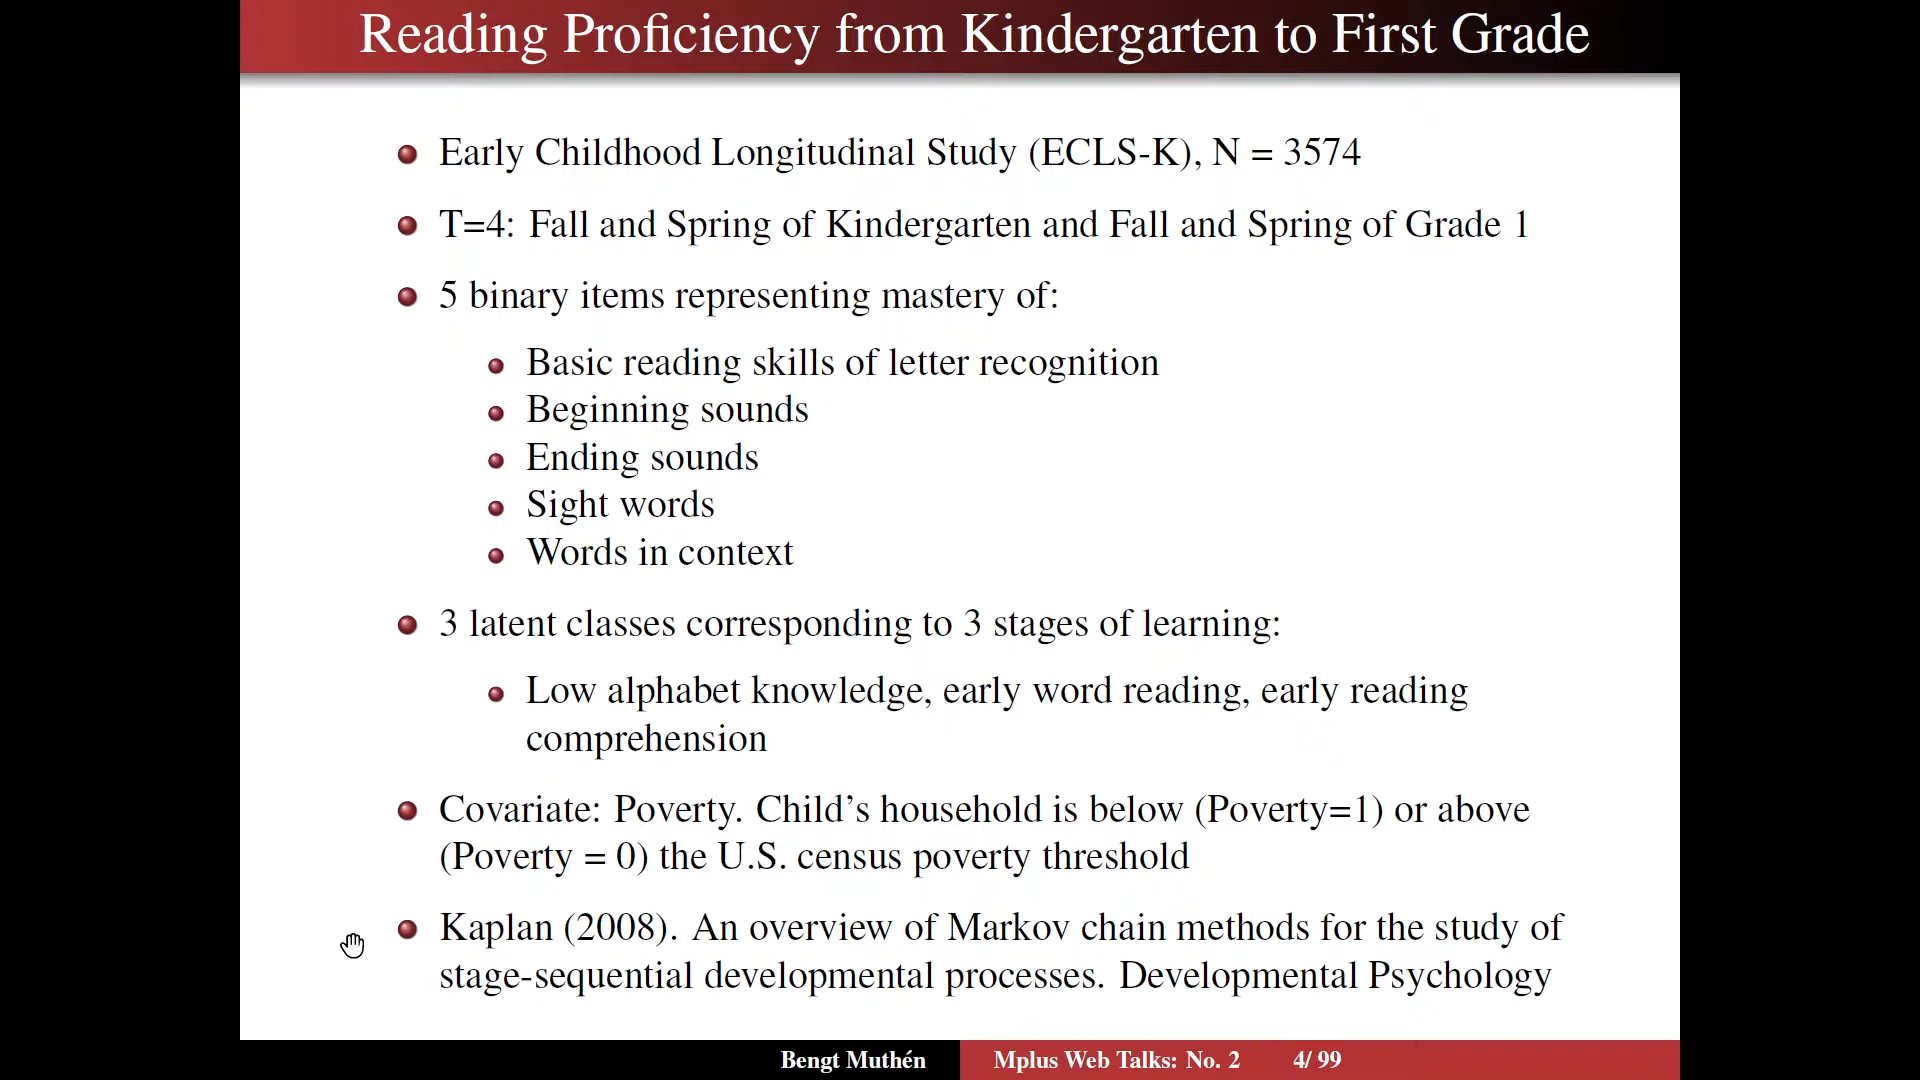 Reading Proficiency from Kindergarten to First Grade
Early Childhood Longitudinal Study (ECLS-K), N = 3574
T=4: Fall and Spring of Kindergarten and Fall and Spring of Grade 1
5 binary items representing mastery of:
Basic reading skills of letter recognition
Beginning sounds
Ending sounds
Sight words
Words in context
3 latent classes corresponding to 3 stages of learning:
Low alphabet knowledge, early word reading, early reading
comprehension
Covariate: Poverty. Child's household is below (Poverty=1) or above
(Poverty = 0) the U.S. census poverty threshold
Kaplan (2008). An overview of Markov chain methods for the study of
stage-sequential developmental processes. Developmental Psychology
Bengt Muthén Mplus Web Talks: No. 2 4/ 99